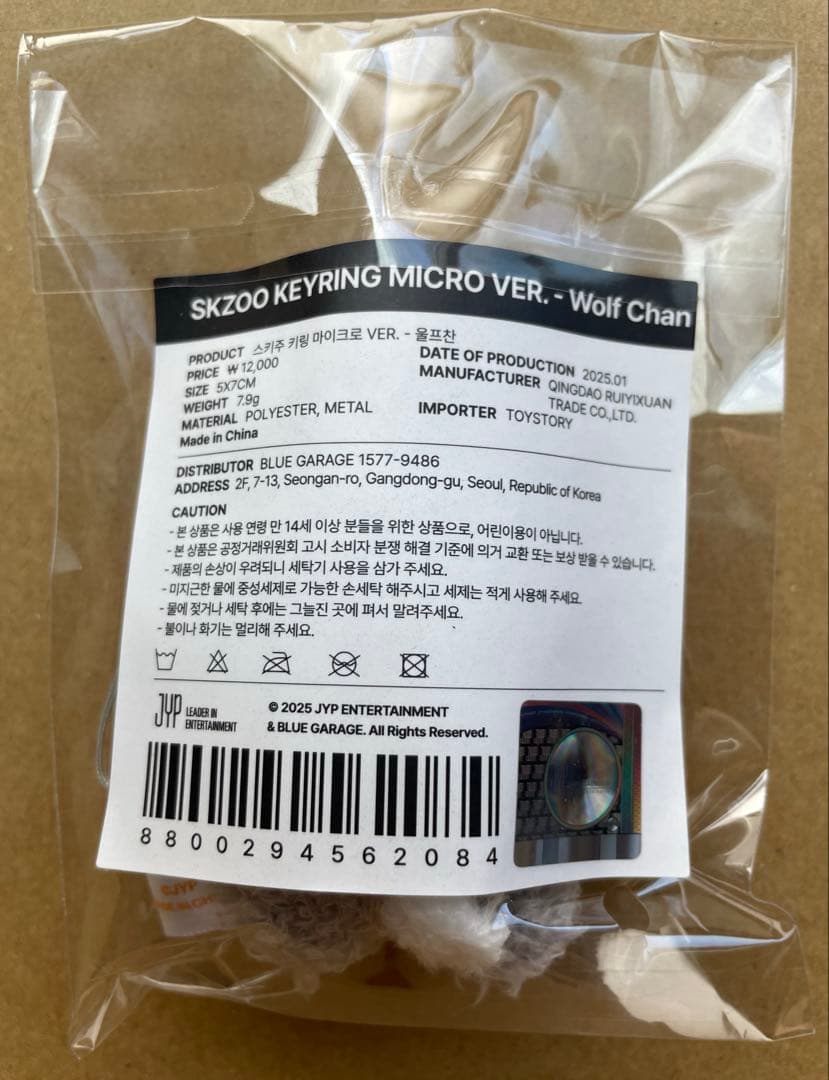 SKZOO KEYRING MICRO VER. - Wolf Chan
PRODUCT 스키주 키링 마이크로 VER. - 울프찬
PRICE ₩ 12,000
SIZE 5X7CM
WEIGHT 7.9g
MATERIAL POLYESTER, METAL
Made in China
DATE OF PRODUCTION 2025.01
MANUFACTURER QINGDAO RUIYIXUAN
TRADE CO.,LTD.
IMPORTER TOYSTORY
DISTRIBUTOR BLUE GARAGE 1577-9486
ADDRESS 2F, 7-13, Seongan-ro, Gangdong-gu, Seoul, Republic of Korea
CAUTION
- 본 상품은 사용 연령 만 14세 이상 분들을 위한 상품으로, 어린이용이 아닙니다.
- 본 상품은 공정거래위원회 고시 소비자 분쟁 해결 기준에 의거 교환 또는 보상 받을 수 있습니다.
- 제품의 손상이 우려되니 세탁기 사용을 삼가 주세요.
- 미지근한 물에 중성세제로 가능한 손세탁 해주시고 세제는 적게 사용해 주세요.
- 물에 젖거나 세탁 후에는 그늘진 곳에 펴서 말려주세요.
- 불이나 화기는 멀리해 주세요.
JYP LEADER IN
ENTERTAINMENT
© 2025 JYP ENTERTAINMENT
& BLUE GARAGE. All Rights Reserved.
8800294562084
©JYP